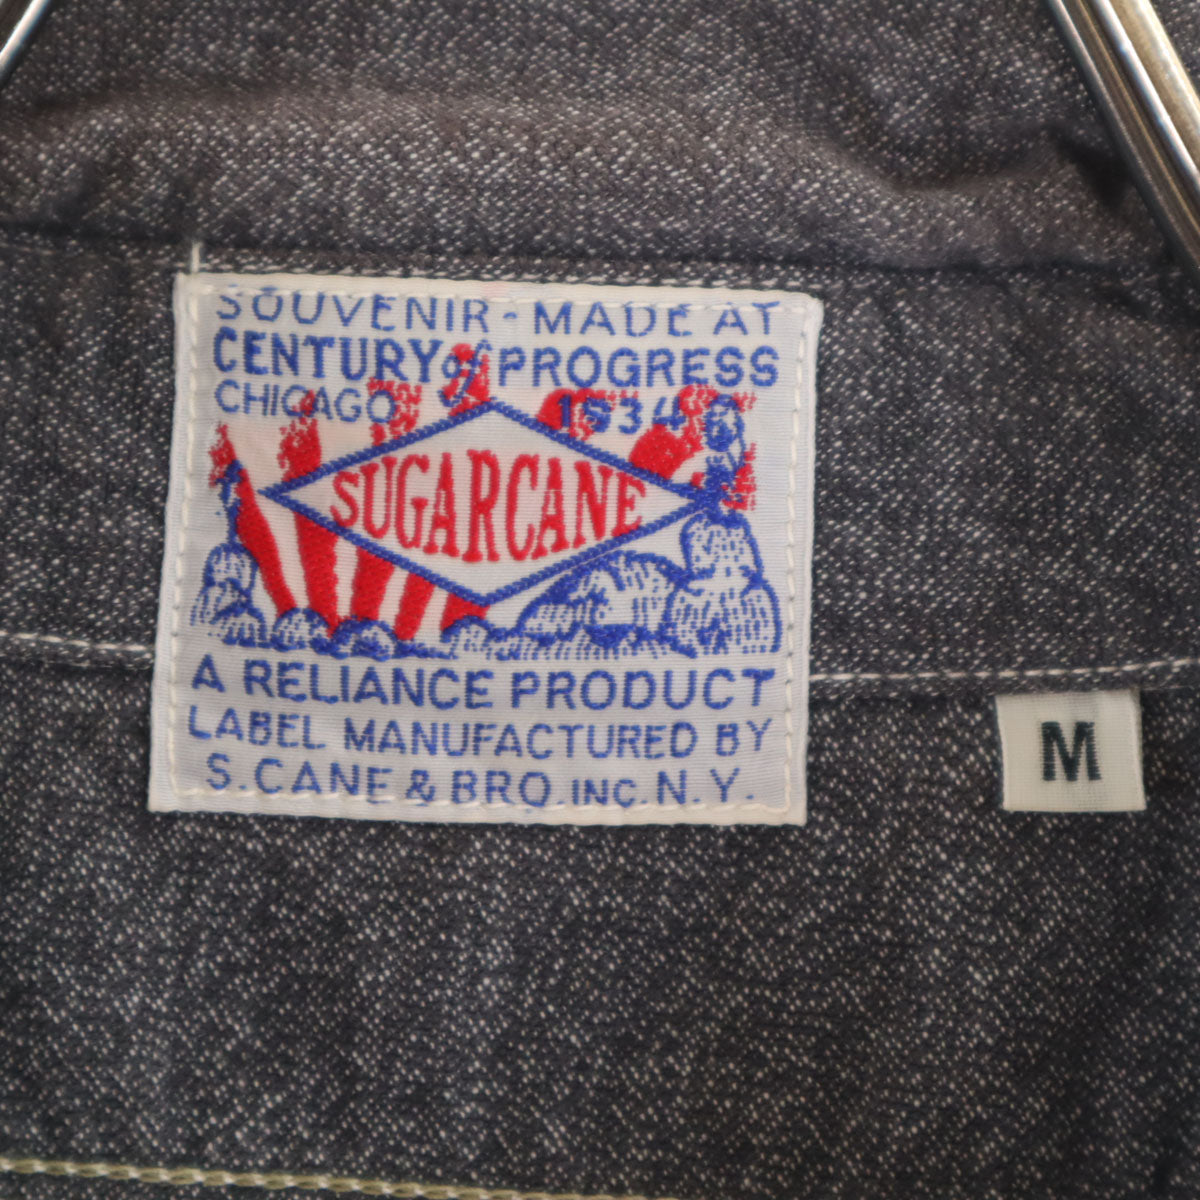 SOUVENIR - MADE AT
CENTURY of PROGRESS
CHICAGO 1934
SUGARCANE
A RELIANCE PRODUCT
LABEL MANUFACTURED BY
S. CANE & BRO. INC. N. Y.
M